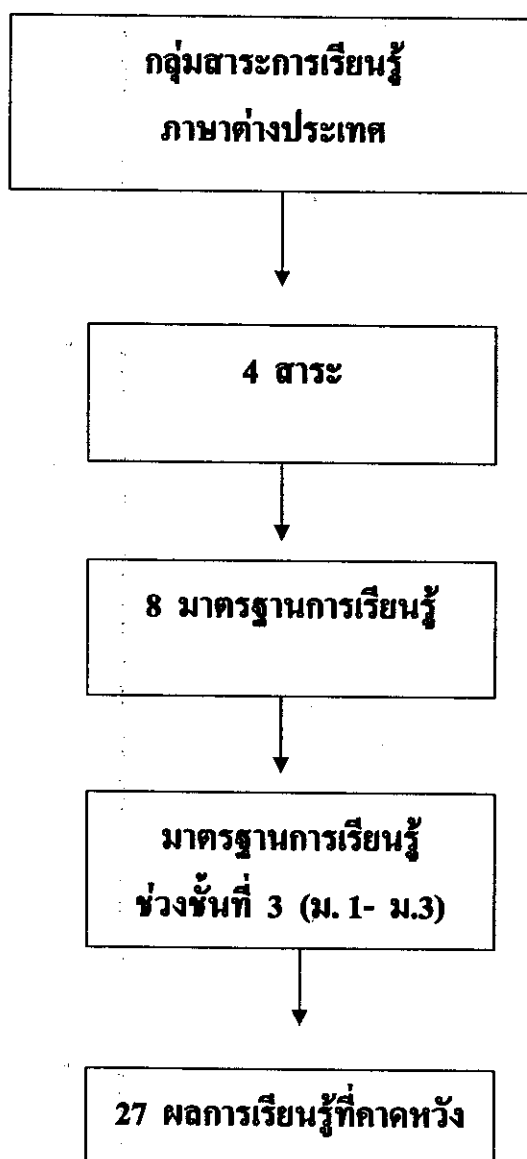 กลุ่มสาระการเรียนรู้
ภาษาต่างประเทศ
4 สาระ
8 มาตรฐานการเรียนรู้
มาตรฐานการเรียนรู้
ช่วงชั้นที่ 3 (ม. 1- ม.3)
27 ผลการเรียนรู้ที่คาดหวัง